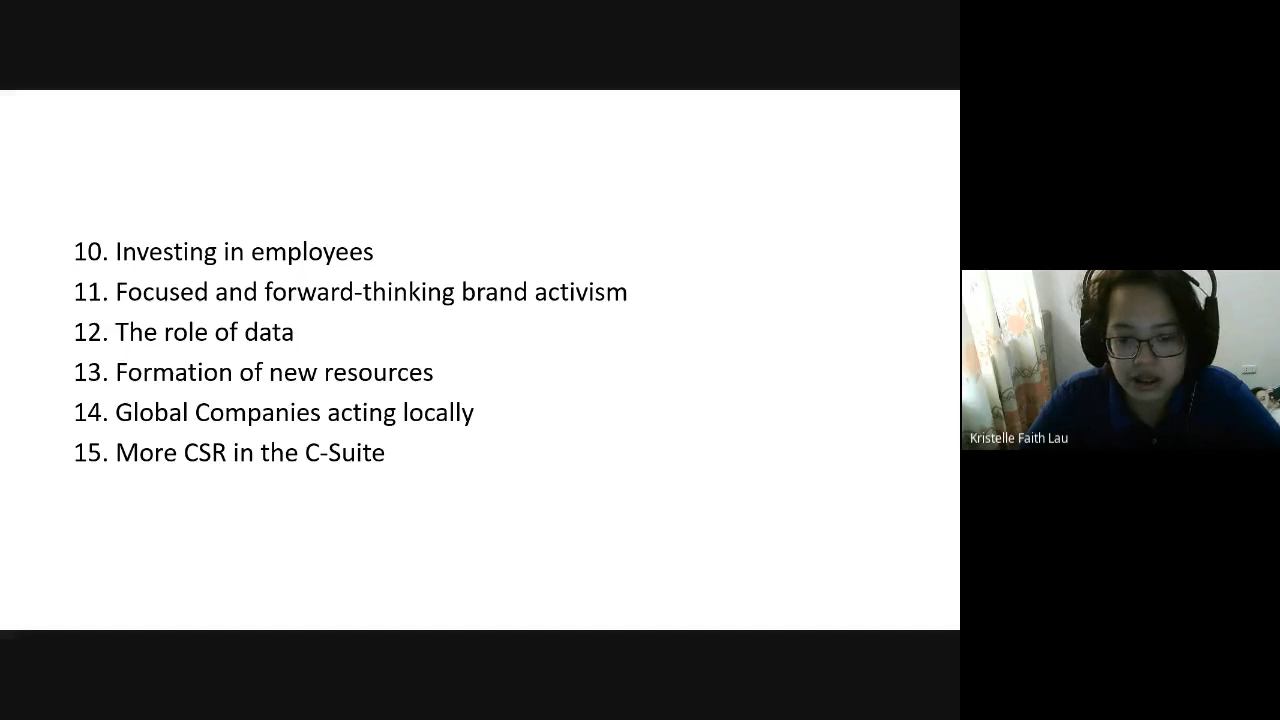 10. Investing in employees
11. Focused and forward-thinking brand activism
12. The role of data
13. Formation of new resources
14. Global Companies acting locally
15. More CSR in the C-Suite
Kristelle Faith Lau